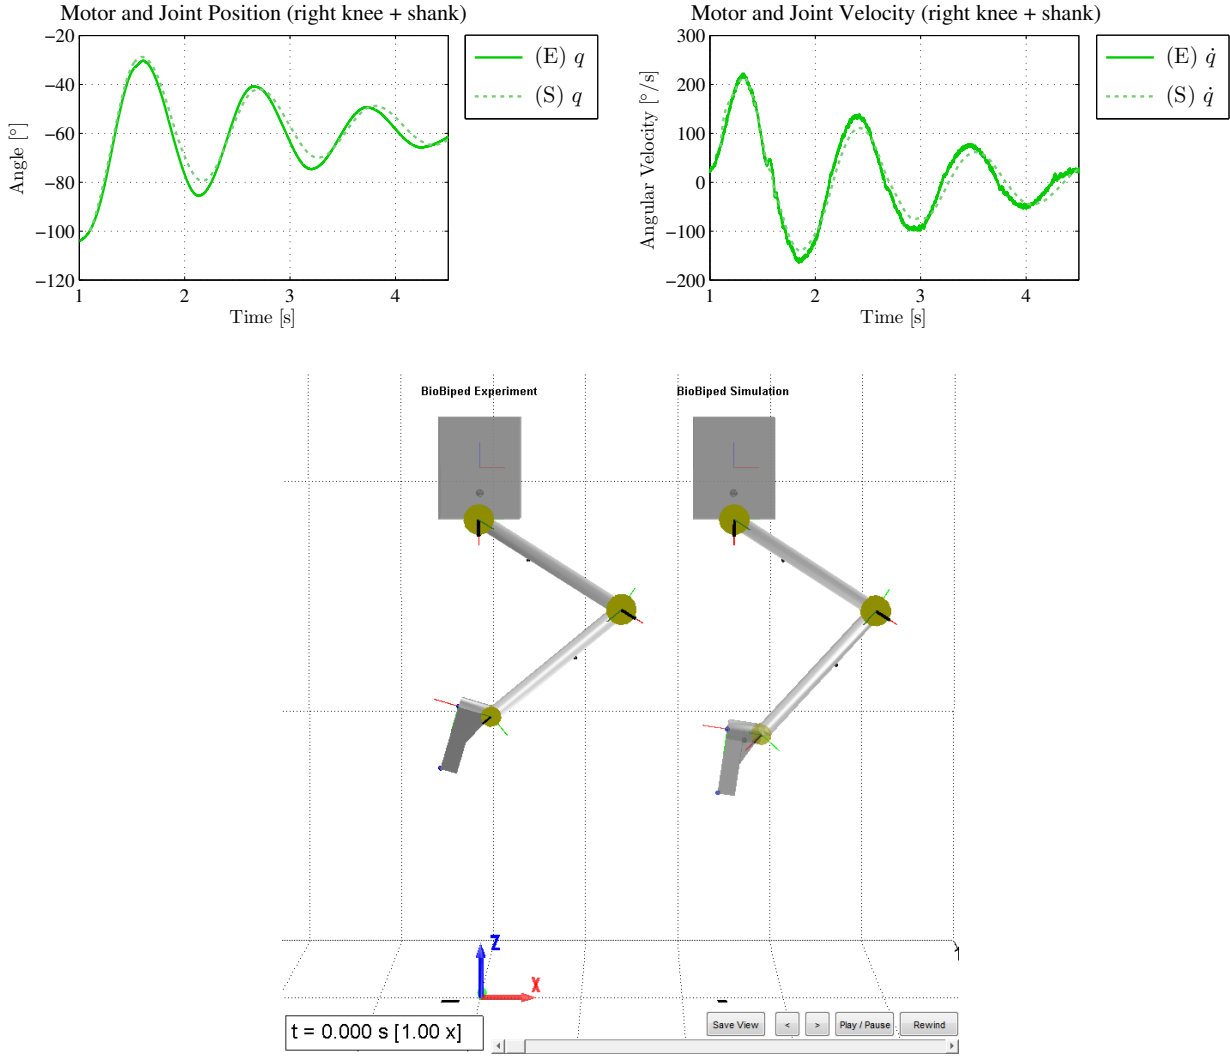 Motor and Joint Position (right knee + shank)
−20
−40
−60
−80
−100
−120
1
2
3
4
Angle [°]
Time [s]
(E) q
(S) q
Motor and Joint Velocity (right knee + shank)
300
200
100
0
−100
−200
1
2
3
4
Angular Velocity [°/s]
Time [s]
(E) q̇
(S) q̇
BioBiped Experiment
BioBiped Simulation
Z
X
t = 0.000 s [1.00 x]
Save View
<
>
Play / Pause
Rewind